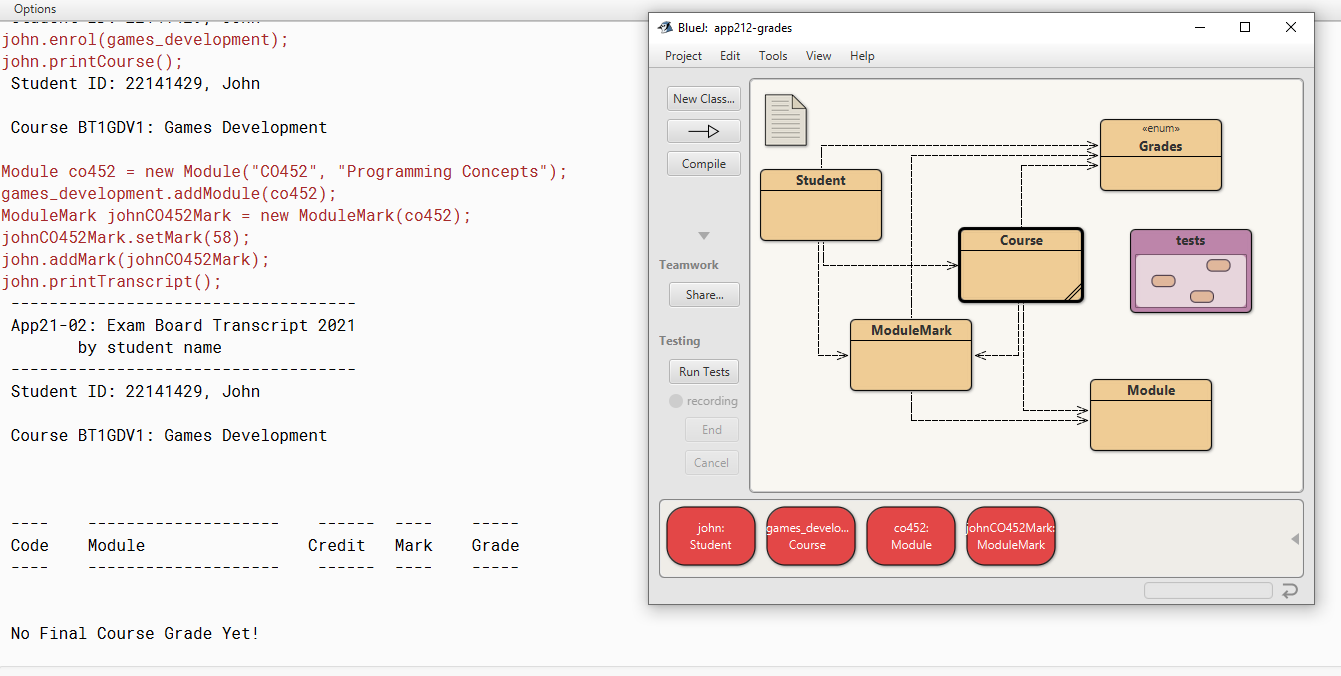 Options
john.enrol(games_development);
john.printCourse();
Student ID: 22141429, John
Course BT1GDV1: Games Development
Module co452 = new Module("CO452", "Programming Concepts");
games_development.addModule(co452);
ModuleMark johnCO452Mark = new ModuleMark(co452);
johnCO452Mark.setMark(58);
john.addMark(johnCO452Mark);
john.printTranscript();
------------------------------------
App21-02: Exam Board Transcript 2021
by student name
------------------------------------
Student ID: 22141429, John
Course BT1GDV1: Games Development
---- -------------------- ------ ---- -----
Code Module Credit Mark Grade
---- -------------------- ------ ---- -----
No Final Course Grade Yet!
BlueJ: app212-grades
Project Edit Tools View Help
New Class...
Compile
Teamwork
Share...
Testing
Run Tests
recording
End
Cancel
«enum»
Grades
Student
Course
tests
ModuleMark
Module
john:
Student
games_develo...
Course
co452:
Module
johnCO452Mark:
ModuleMark